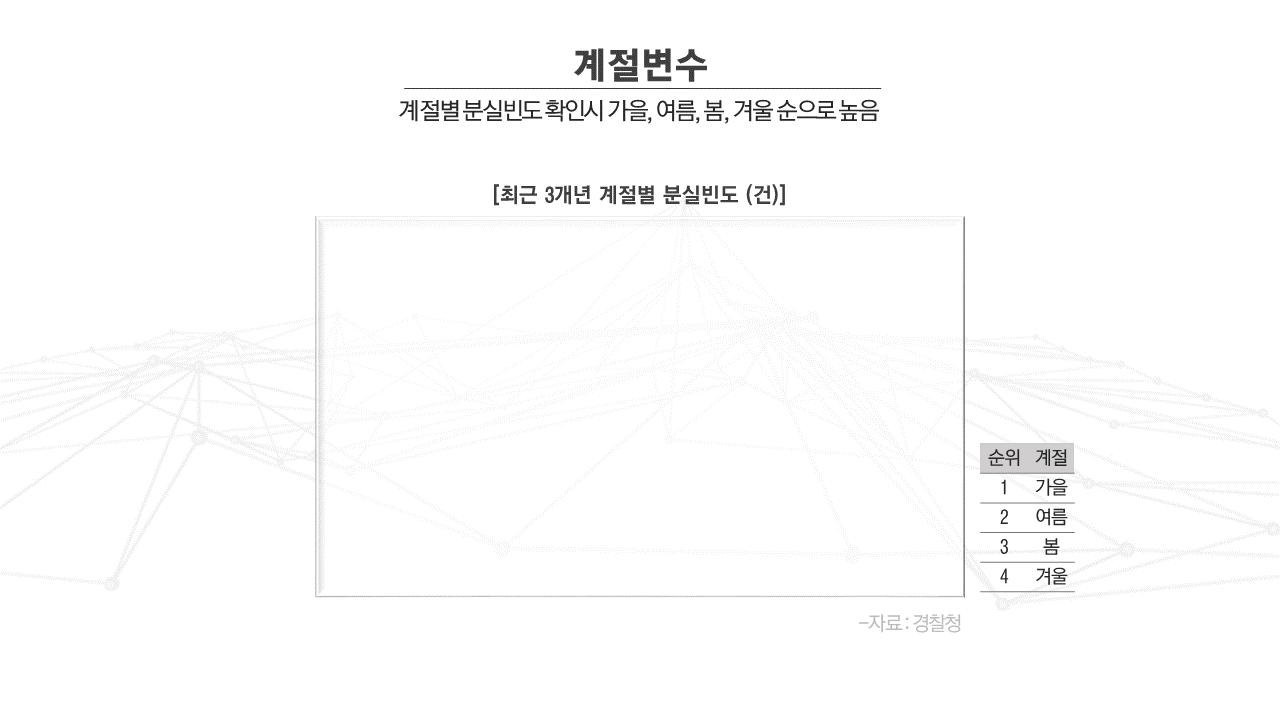 계절변수
계절별 분실빈도 확인시 가을, 여름, 봄, 겨울 순으로 높음
[최근 3개년 계절별 분실빈도 (건)]
순위 계절
1 가을
2 여름
3 봄
4 겨울
-자료 : 경찰청